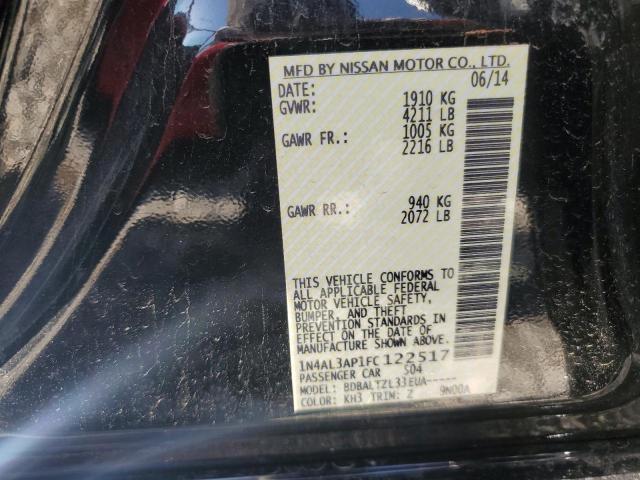 MFD BY NISSAN MOTOR CO., LTD.
DATE: 06/14
GVWR: 1910 KG
4211 LB
GAWR FR.: 1005 KG
2216 LB
GAWR RR.: 940 KG
2072 LB
THIS VEHICLE CONFORMS TO
ALL APPLICABLE FEDERAL
MOTOR VEHICLE SAFETY,
BUMPER, AND THEFT
PREVENTION STANDARDS IN
EFFECT ON THE DATE OF
MANUFACTURE SHOWN ABOVE.
1N4AL3AP1FC122517
PASSENGER CAR S04
MODEL: BDBALTZL33EUA-----
COLOR: KH3 TRIM: Z 9N00A